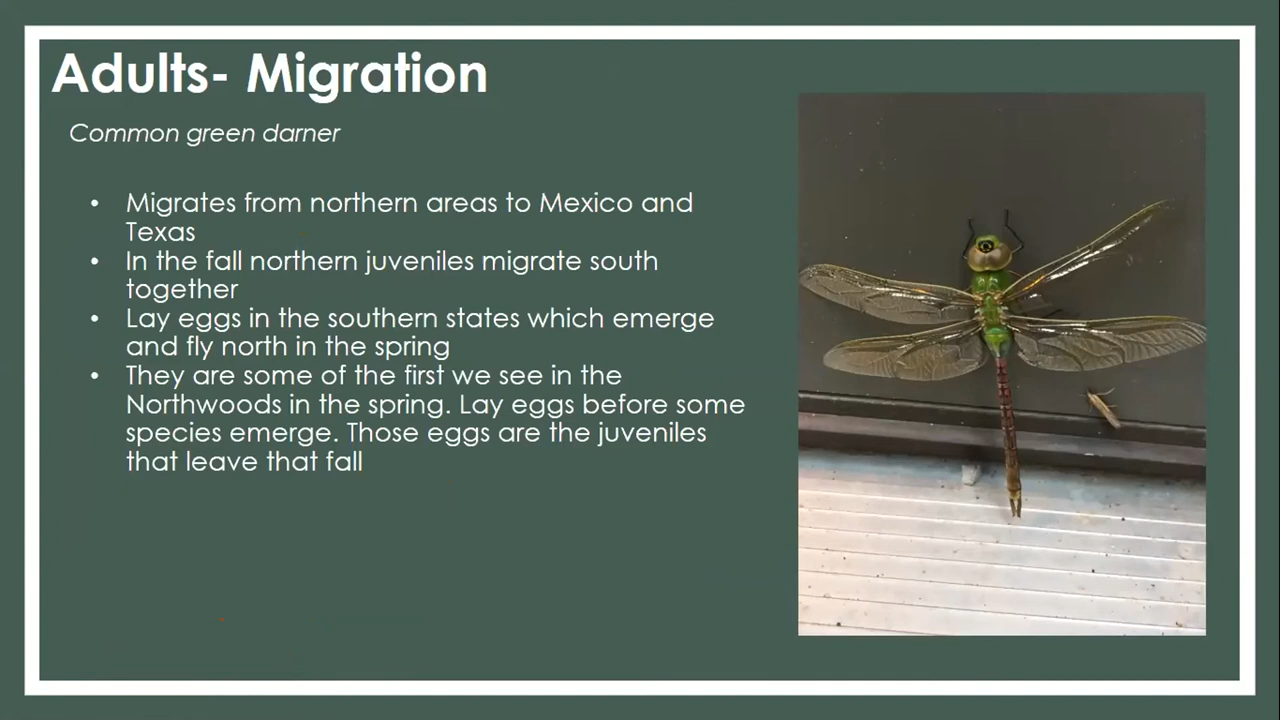 Adults- Migration
Common green darner
• Migrates from northern areas to Mexico and
Texas
• In the fall northern juveniles migrate south
together
• Lay eggs in the southern states which emerge
and fly north in the spring
• They are some of the first we see in the
Northwoods in the spring. Lay eggs before some
species emerge. Those eggs are the juveniles
that leave that fall